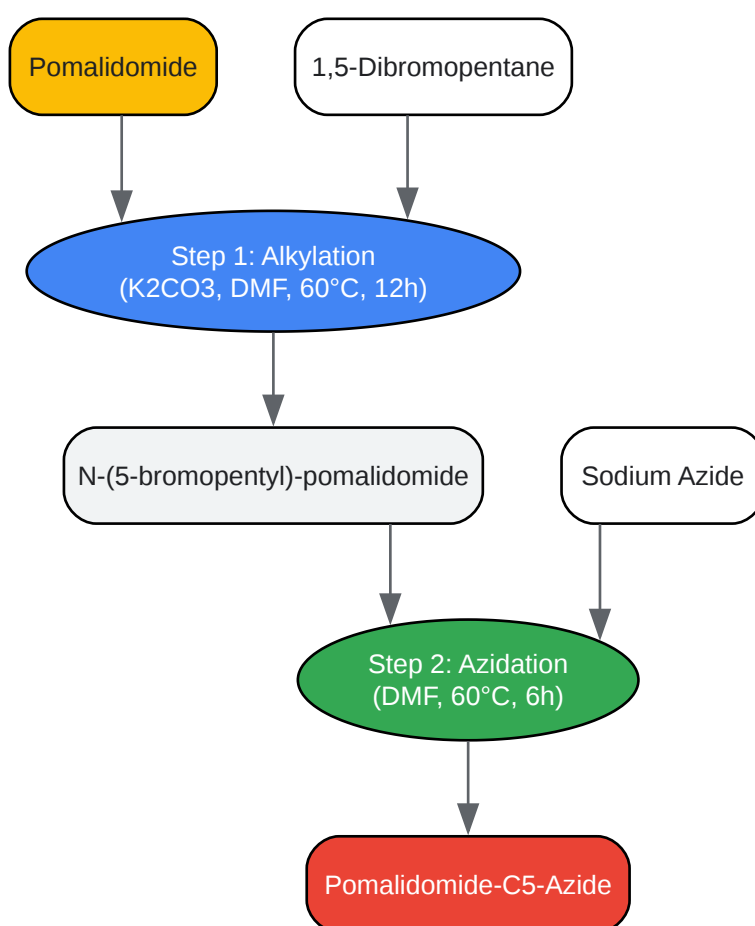 Pomalidomide
1,5-Dibromopentane
Step 1: Alkylation
(K2CO3, DMF, 60°C, 12h)
N-(5-bromopentyl)-pomalidomide
Sodium Azide
Step 2: Azidation
(DMF, 60°C, 6h)
Pomalidomide-C5-Azide